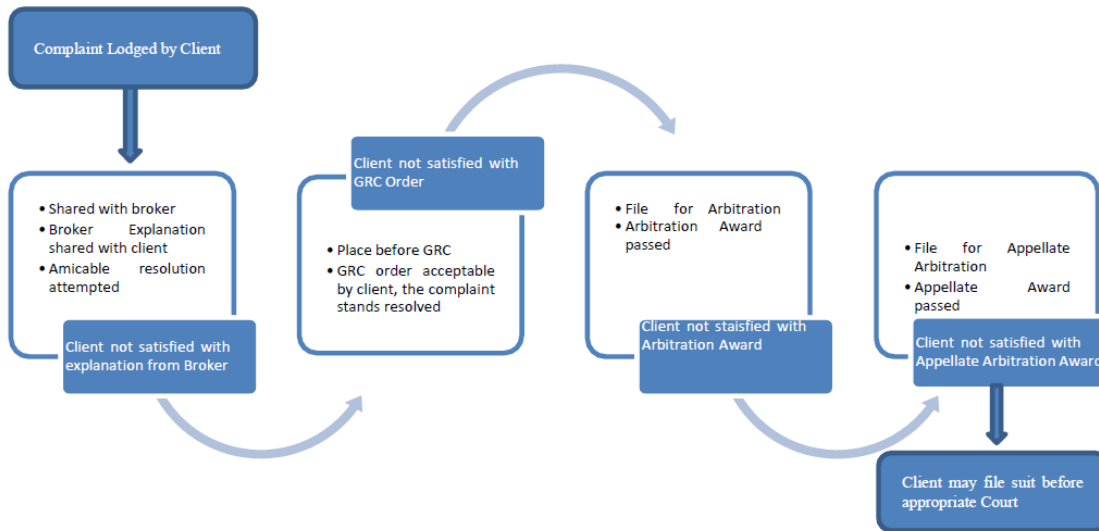 Complaint Lodged by Client
• Shared with broker
• Broker Explanation
shared with client
• Amicable resolution
attempted
Client not satisfied with
explanation from Broker
Client not satisfied with
GRC Order
• Place before GRC
• GRC order acceptable
by client, the complaint
stands resolved
• File for Arbitration
• Arbitration Award
passed
Client not staisfied with
Arbitration Award
• File for Appellate
Arbitration
• Appellate Award
passed
Client not satisfied with
Appellate Arbitration Award
Client may file suit before
appropriate Court